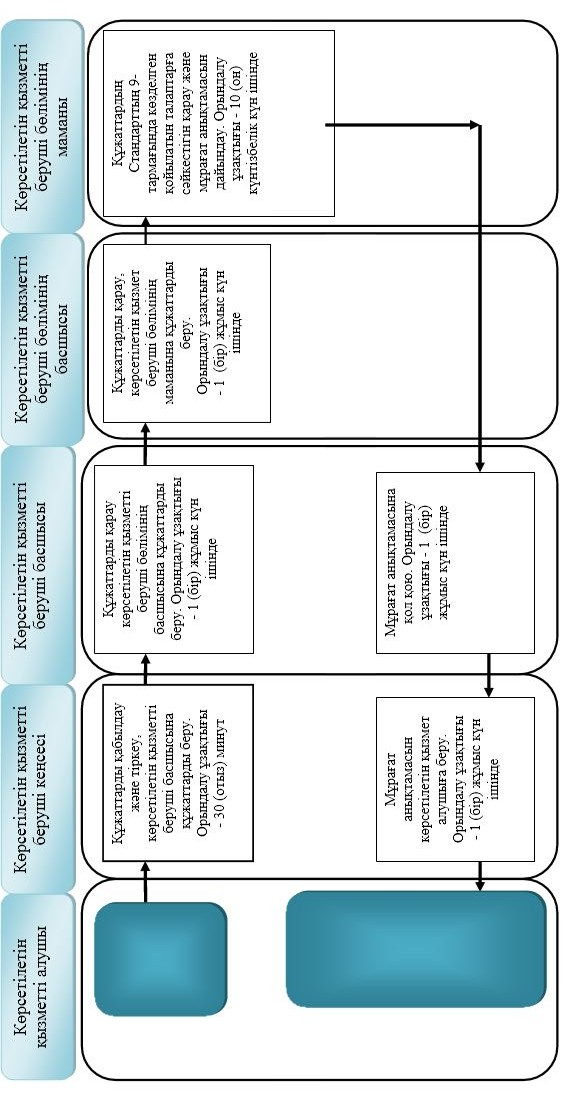 Көрсетілетін
қызметті алушы
Көрсетілетін қызметті
беруші кеңсесі
Көрсетілетін қызметті
беруші басшысы
Көрсетілетін қызметті
беруші бөлімінің
басшысы
Көрсетілетін қызметті
беруші бөлімінің
маманы
Құжаттарды қабылдау
және тіркеу,
көрсетілетін қызметті
беруші басшысына
құжаттарды беру.
Орындалу ұзақтығы
- 30 (отыз) минут
Құжаттарды қарау
көрсетілетін қызметті
беруші бөлімінің
басшысына құжаттарды
беру. Орындалу ұзақтығы
- 1 (бір) жұмыс күн
ішінде
Құжаттарды қарау,
көрсетілетін қызмет
беруші бөлімінің
маманына құжаттарды
беру.
Орындалу ұзақтығы
- 1 (бір) жұмыс күн
ішінде
Құжаттардың
Стандарттың 9-
тармағында көзделген
қойылатын талаптарға
сәйкестігін қарау және
мұрағат анықтамасын
дайындау. Орындалу
ұзақтығы - 10 (он)
күнтізбелік күн ішінде
Мұрағат анықтамасына
қол қою. Орындалу
ұзақтығы - 1 (бір)
жұмыс күн ішінде
Мұрағат
анықтамасын
көрсетілетін қызмет
алушыға беру.
Орындалу ұзақтығы
- 1 (бір) жұмыс күн
ішінде